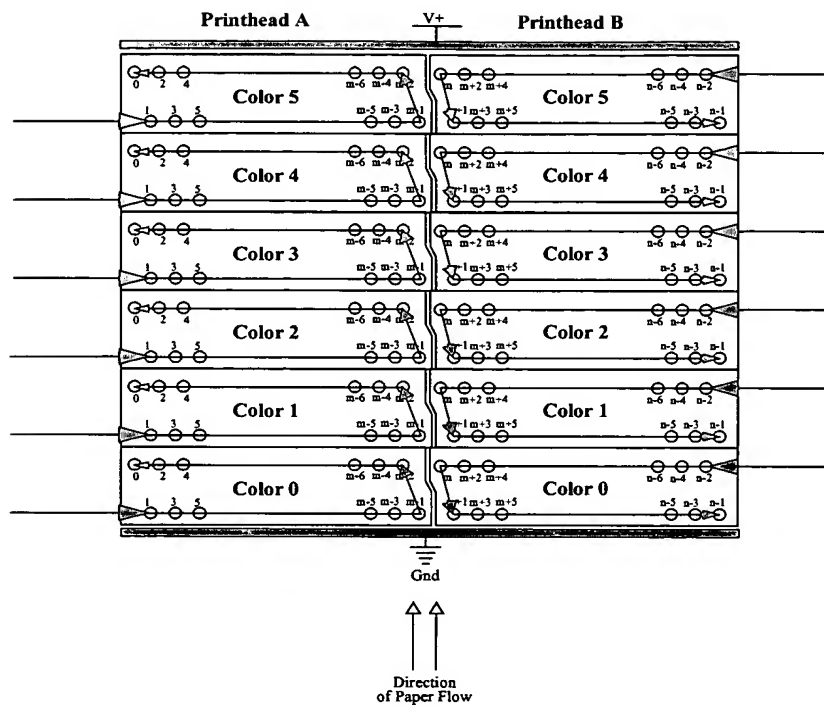 Printhead A V+ Printhead B
0 2 4 m-6 m-4 m m+2 m+4 n-6 n-4 n-2
Color 5 Color 5
1 3 5 m-5 m-3 m-1 +1 m+3 m+5 n-5 n-3 n-1
0 2 4 m-6 m-4 m m+2 m+4 n-6 n-4 n-2
Color 4 Color 4
1 3 5 m-5 m-3 m-1 +1 m+3 m+5 n-5 n-3 n-1
0 2 4 m-6 m-4 m m+2 m+4 n-6 n-4 n-2
Color 3 Color 3
1 3 5 m-5 m-3 m-1 +1 m+3 m+5 n-5 n-3 n-1
0 2 4 m-6 m-4 m m+2 m+4 n-6 n-4 n-2
Color 2 Color 2
1 3 5 m-5 m-3 m-1 +1 m+3 m+5 n-5 n-3 n-1
0 2 4 m-6 m-4 m m+2 m+4 n-6 n-4 n-2
Color 1 Color 1
1 3 5 m-5 m-3 m-1 +1 m+3 m+5 n-5 n-3 n-1
0 2 4 m-6 m-4 m m+2 m+4 n-6 n-4 n-2
Color 0 Color 0
1 3 5 m-5 m-3 m-1 +1 m+3 m+5 n-5 n-3 n-1
Gnd
Direction
of Paper Flow